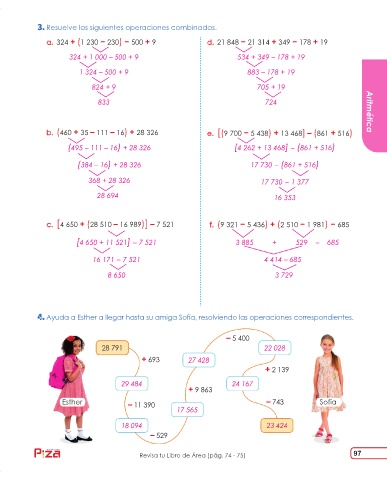 3. Resuelve las siguientes operaciones combinadas.
a. 324 + (1 230 – 230) – 500 + 9
324 + 1 000 – 500 + 9
1 324 – 500 + 9
824 + 9
833
d. 21 848 – 21 314 + 349 – 178 + 19
534 + 349 – 178 + 19
883 – 178 + 19
705 + 19
724
Aritmética
b. (460 + 35 – 111 – 16) + 28 326
(495 – 111 – 16) + 28 326
(384 – 16) + 28 326
368 + 28 326
28 694
e. [(9 700 – 5 438) + 13 468] – (861 + 516)
(4 262 + 13 468) – (861 + 516)
17 730 – (861 + 516)
17 730 – 1 377
16 353
c. [4 650 + (28 510 – 16 989)] – 7 521
[4 650 + 11 521] – 7 521
16 171 – 7 521
8 650
f. (9 321 – 5 436) + (2 510 – 1 981) – 685
3 885 + 529 – 685
4 414 – 685
3 729
4. Ayuda a Esther a llegar hasta su amiga Sofía, resolviendo las operaciones correspondientes.
– 5 400
28 791
22 028
+ 693
27 428
+ 2 139
29 484
24 167
+ 9 863
Esther
– 11 390
– 743
Sofía
17 565
18 094
23 424
– 529
Pizza
Revisa tu Libro de Área (pág. 74 - 75)
97